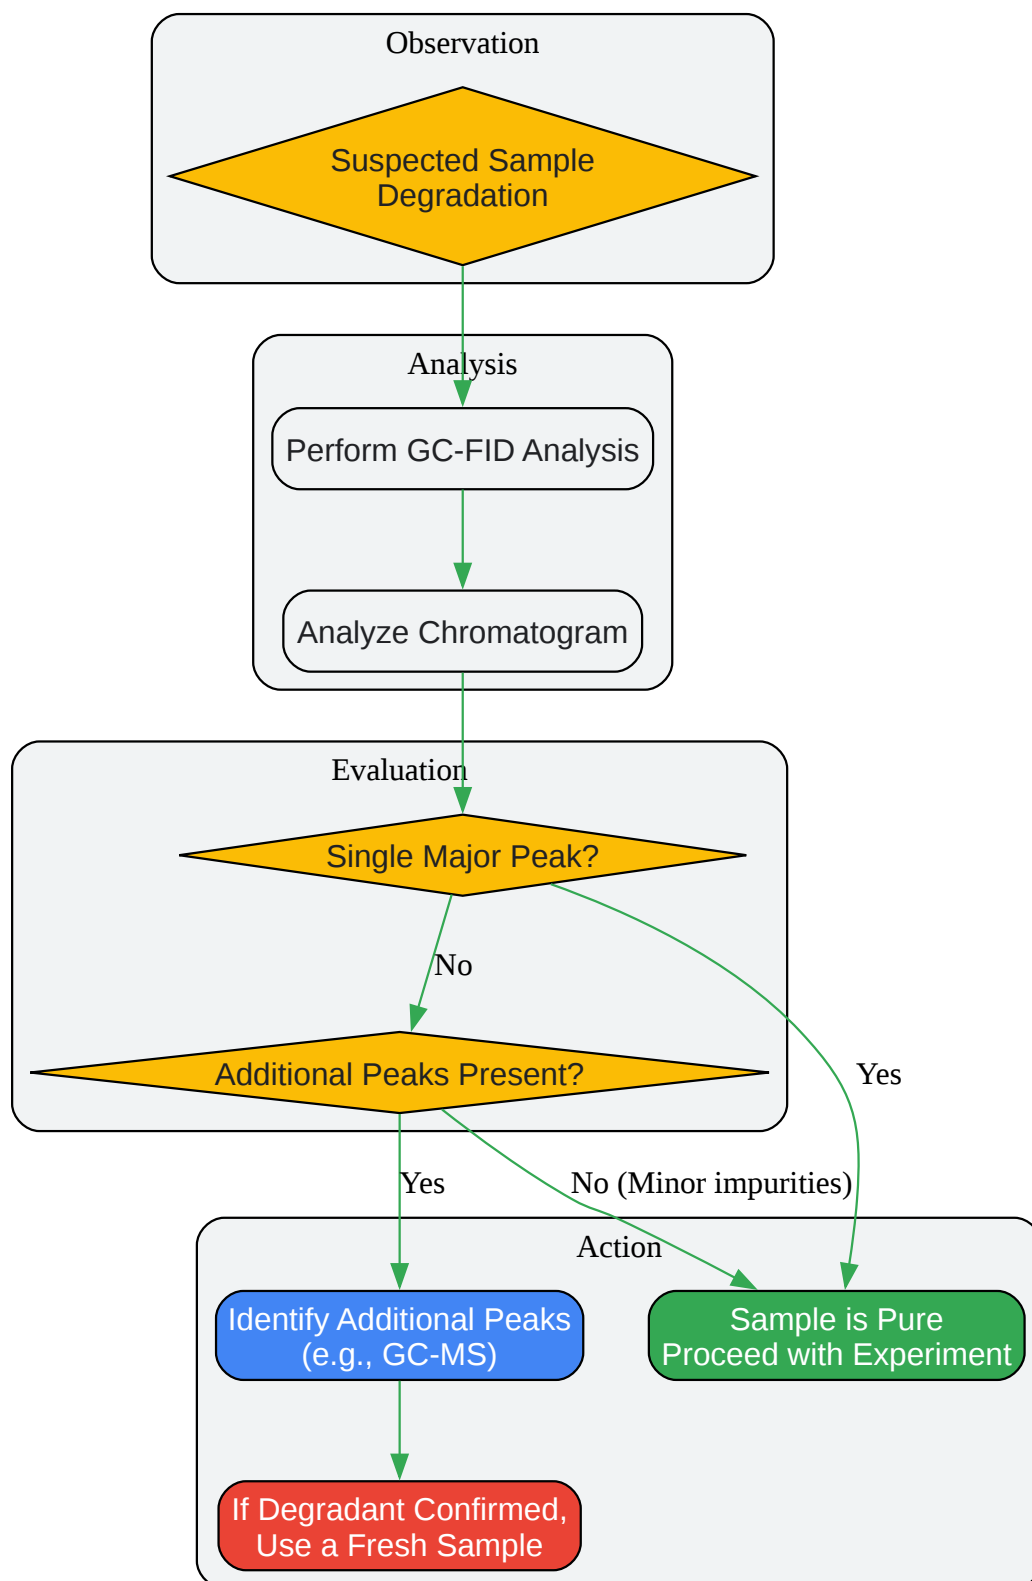 Observation
Suspected Sample
Degradation
Analysis
Perform GC-FID Analysis
Analyze Chromatogram
Evaluation
Single Major Peak?
No
Additional Peaks Present?
Yes
Yes
No (Minor impurities)
Action
Identify Additional Peaks
(e.g., GC-MS)
Sample is Pure
Proceed with Experiment
If Degradant Confirmed,
Use a Fresh Sample